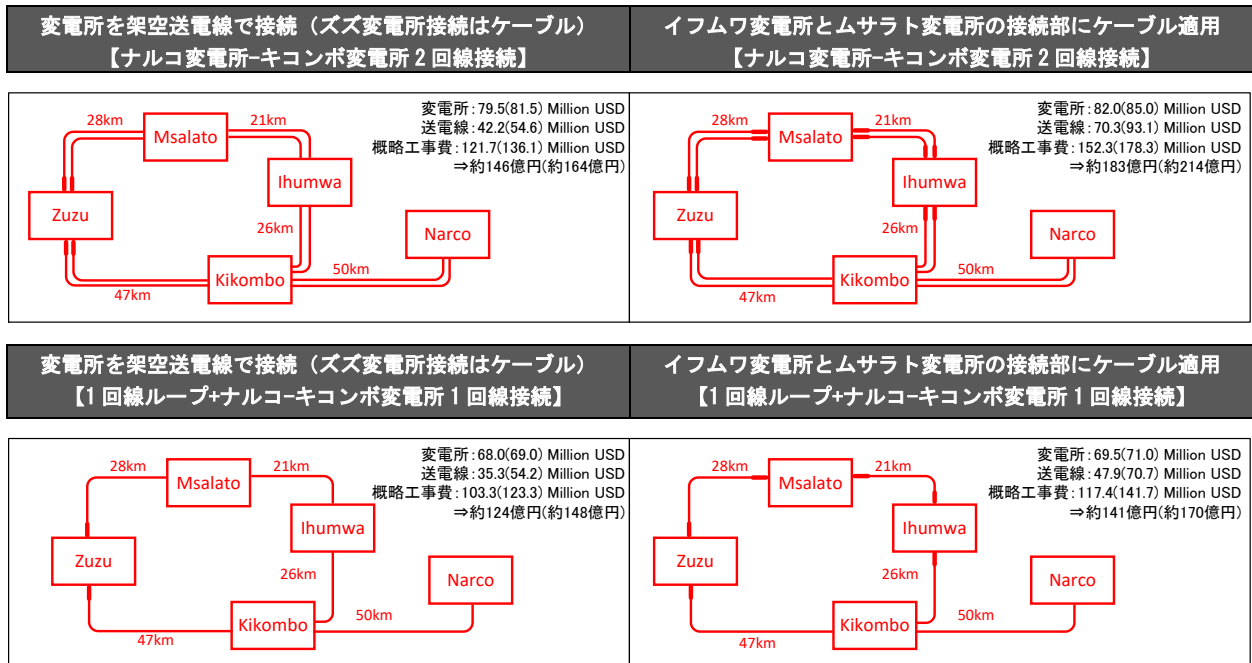 変電所を架空送電線で接続（ズズ変電所接続はケーブル）
【ナルコ変電所-キコンボ変電所2回線接続】
イフムワ変電所とムサラト変電所の接続部にケーブル適用
【ナルコ変電所-キコンボ変電所2回線接続】
変電所:79.5(81.5) Million USD
送電線:42.2(54.6) Million USD
概略工事費:121.7(136.1) Million USD
⇒約146億円(約164億円)
28km
Msalato
21km
Ihumwa
Zuzu
26km
Narco
Kikombo
50km
47km
変電所:82.0(85.0) Million USD
送電線:70.3(93.1) Million USD
概略工事費:152.3(178.3) Million USD
⇒約183億円(約214億円)
28km
Msalato
21km
Ihumwa
Zuzu
26km
Narco
Kikombo
50km
47km
変電所を架空送電線で接続（ズズ変電所接続はケーブル）
【1回線ループ+ナルコ-キコンボ変電所1回線接続】
イフムワ変電所とムサラト変電所の接続部にケーブル適用
【1回線ループ+ナルコ-キコンボ変電所1回線接続】
変電所:68.0(69.0) Million USD
送電線:35.3(54.2) Million USD
概略工事費:103.3(123.3) Million USD
⇒約124億円(約148億円)
28km
Msalato
21km
Ihumwa
Zuzu
26km
Narco
Kikombo
50km
47km
変電所:69.5(71.0) Million USD
送電線:47.9(70.7) Million USD
概略工事費:117.4(141.7) Million USD
⇒約141億円(約170億円)
28km
Msalato
21km
Ihumwa
Zuzu
26km
Narco
Kikombo
50km
47km